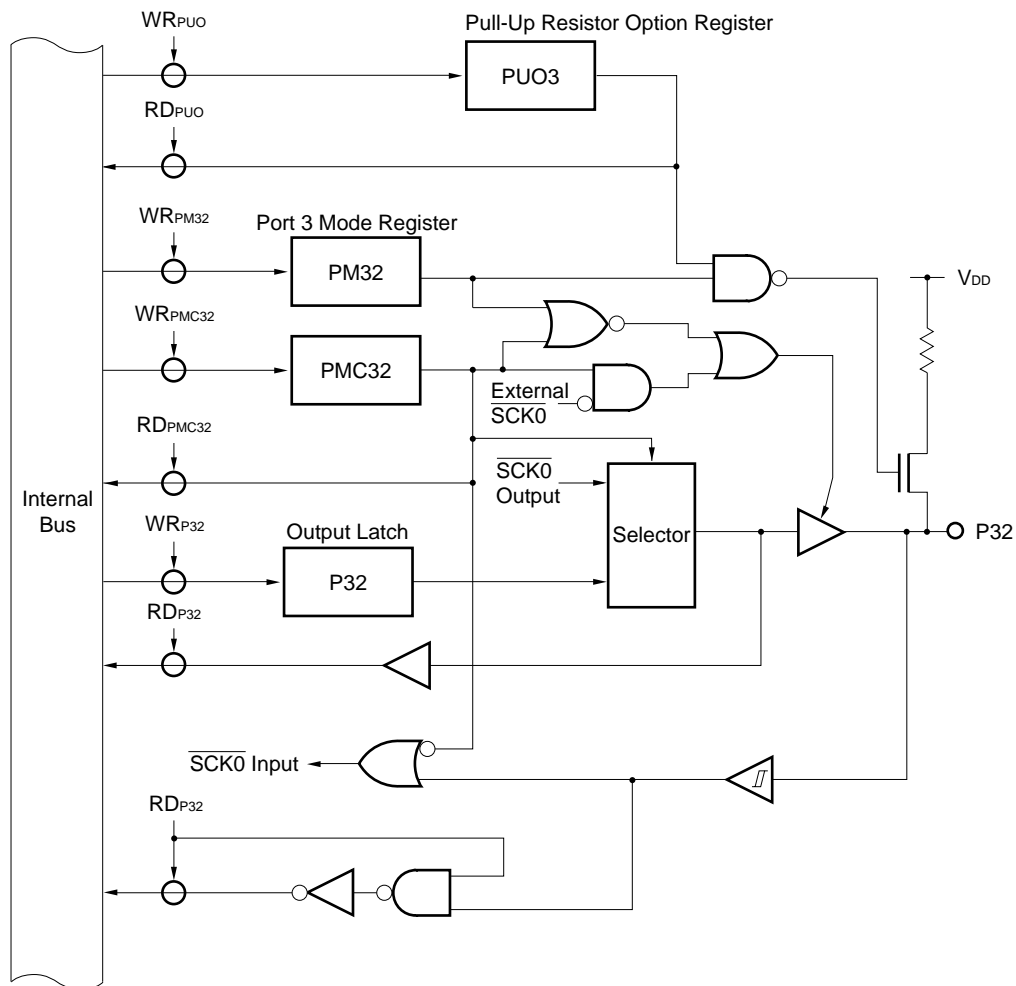 WRPUO
Pull-Up Resistor Option Register
PUO3
RDPUO
WRPM32
Port 3 Mode Register
PM32
VDD
WRPMC32
PMC32
External
SCK0
RDPMC32
SCK0
Output
Internal
Bus
Selector
P32
WRP32
Output Latch
P32
RDP32
SCK0 Input
RDP32